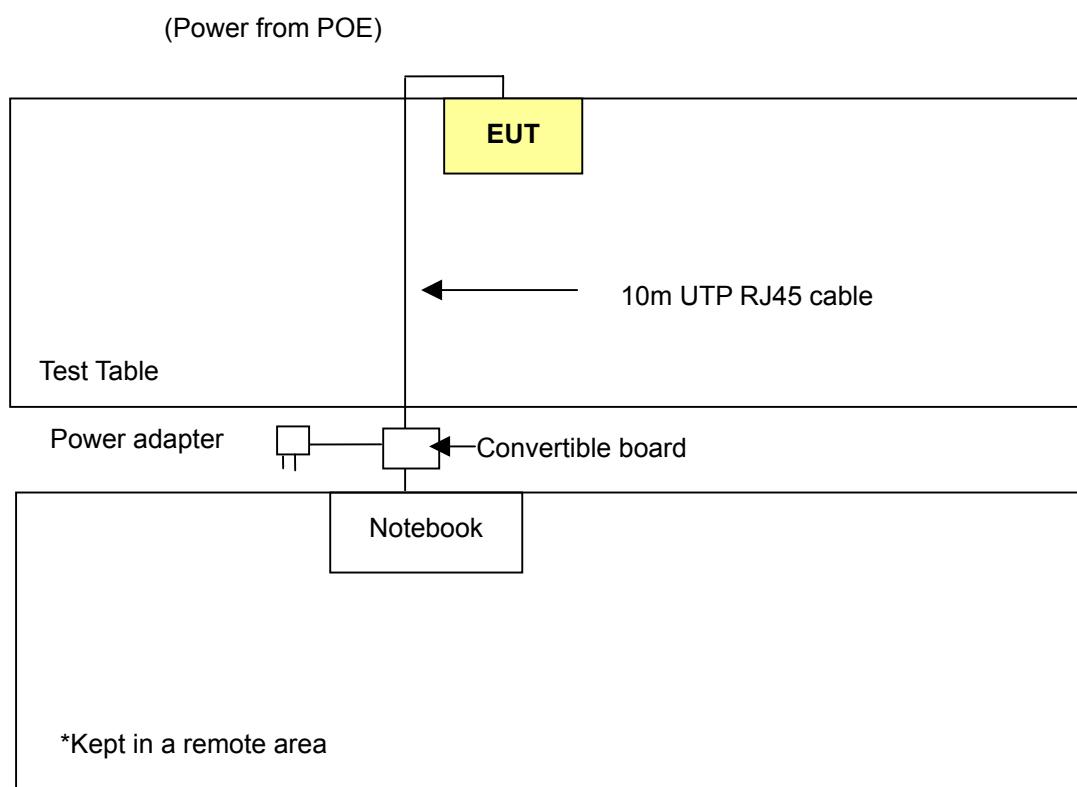 (Power from POE)
EUT
10m UTP RJ45 cable
Test Table
Power adapter
Convertible board
Notebook
*Kept in a remote area